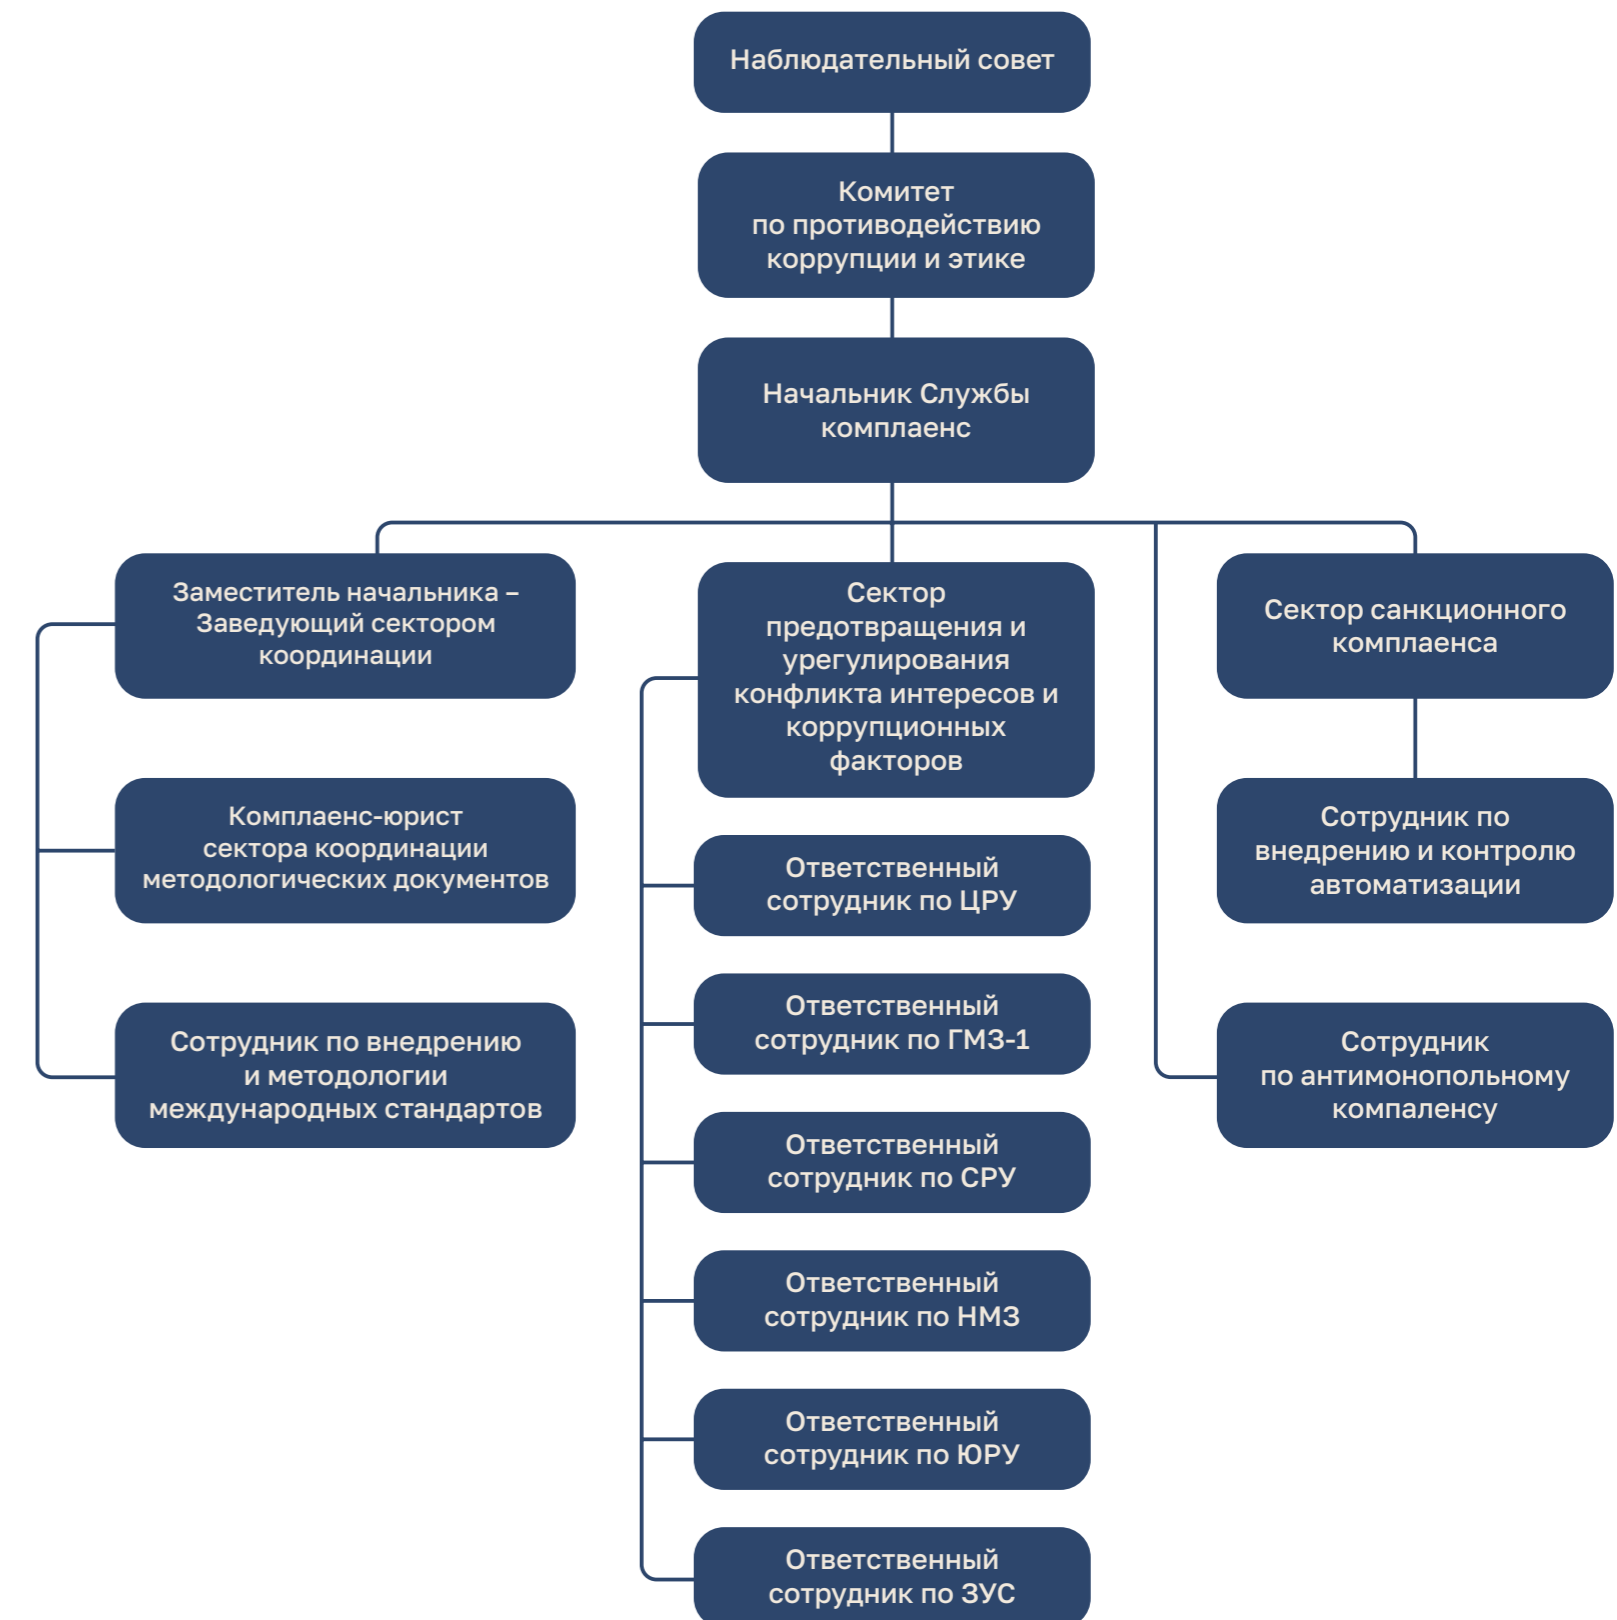 Наблюдательный совет
Комитет
по противодействию
коррупции и этике
Начальник Службы
комплаенс
Заместитель начальника –
Заведующий сектором
координации
Комплаенс-юрист
сектора координации
методологических документов
Сотрудник по внедрению
и методологии
международных стандартов
Сектор
предотвращения и
урегулирования
конфликта интересов и
коррупционных
факторов
Ответственный
сотрудник по ЦРУ
Ответственный
сотрудник по ГМЗ-1
Ответственный
сотрудник по СРУ
Ответственный
сотрудник по НМЗ
Ответственный
сотрудник по ЮРУ
Ответственный
сотрудник по ЗУС
Сектор санкционного
комплаенса
Сотрудник по
внедрению и контролю
автоматизации
Сотрудник
по антимонопольному
компаленсу